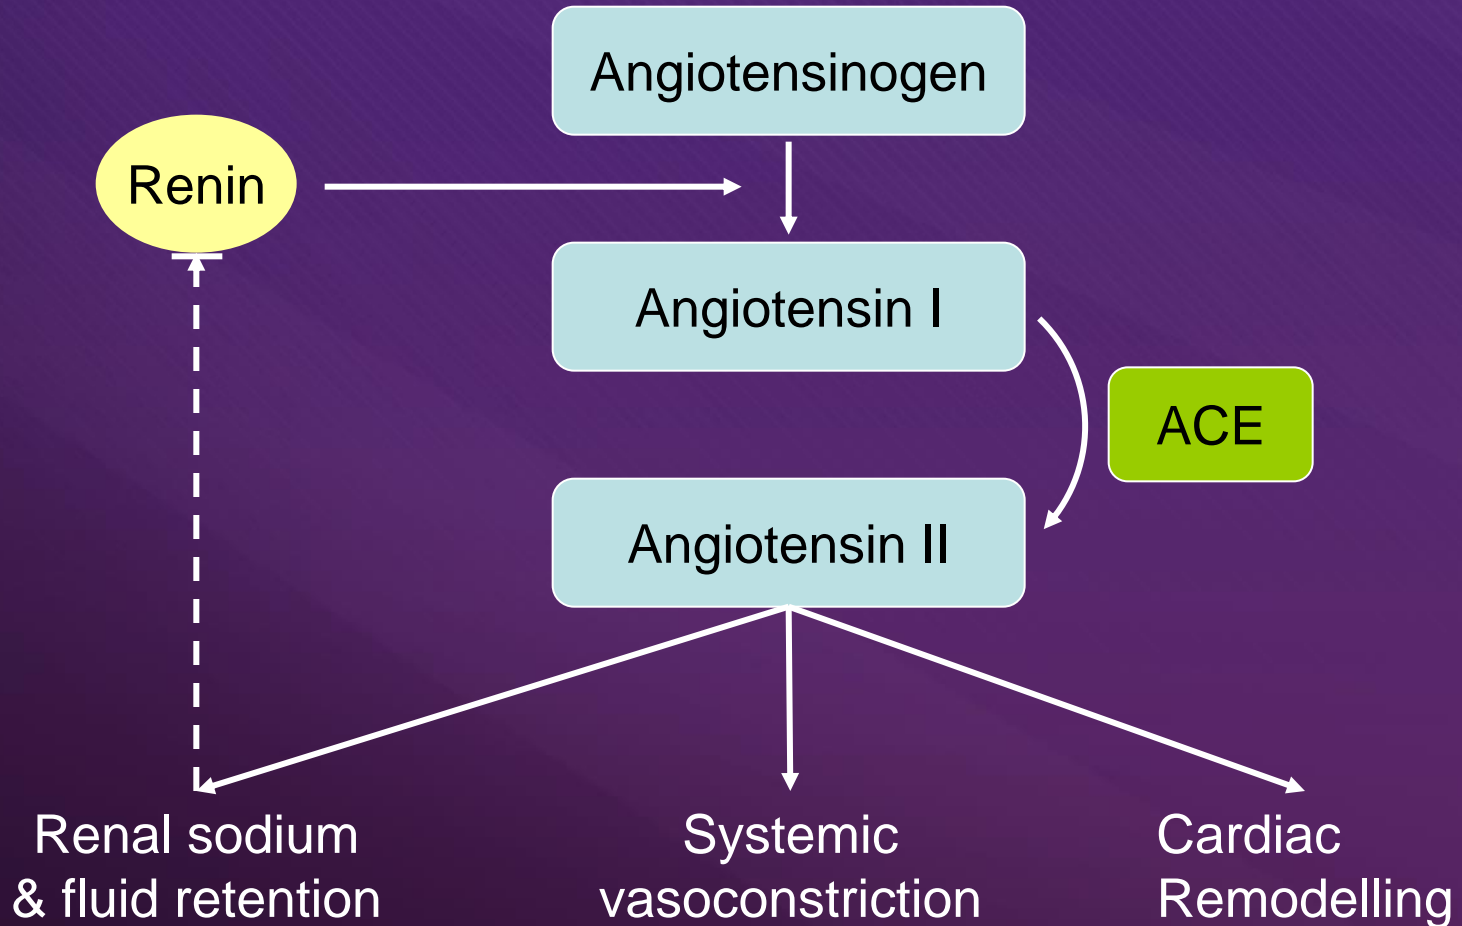 Angiotensinogen
Renin
Angiotensin I
ACE
Angiotensin II
Renal sodium
& fluid retention
Systemic
vasoconstriction
Cardiac
Remodelling